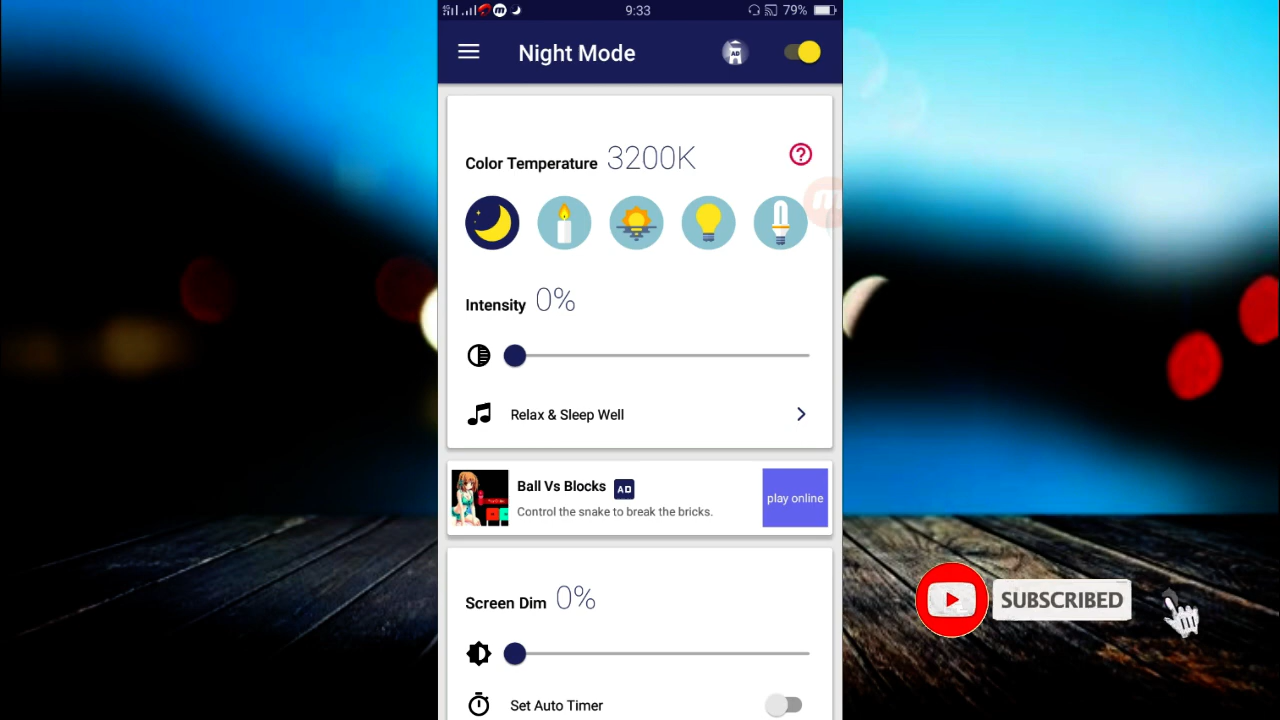 9:33
79%
Night Mode
AD
Color Temperature 3200K
Intensity 0%
Relax & Sleep Well
Ball Vs Blocks AD
Control the snake to break the bricks.
play online
Screen Dim 0%
Set Auto Timer
SUBSCRIBED